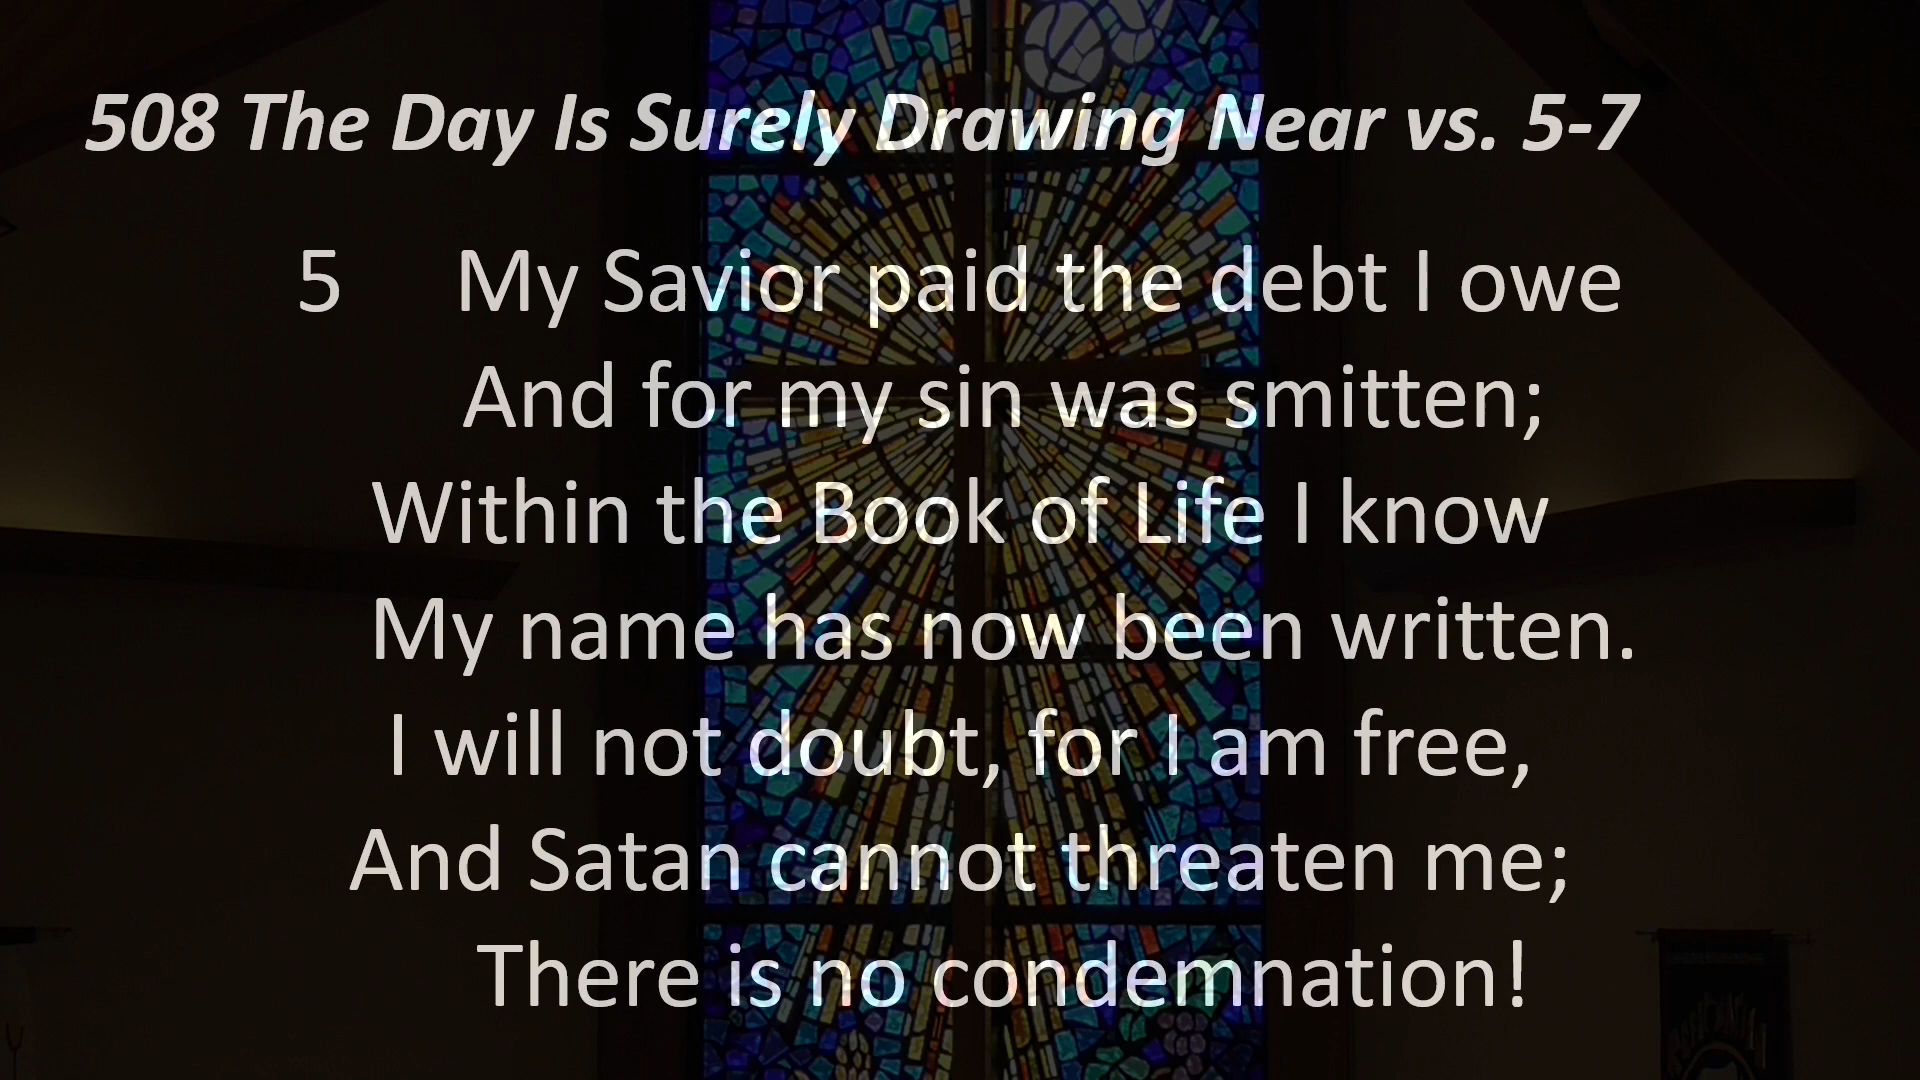 508 The Day Is Surely Drawing Near vs. 5-7
5 My Savior paid the debt I owe
And for my sin was smitten;
Within the Book of Life I know
My name has now been written.
I will not doubt, for I am free,
And Satan cannot threaten me;
There is no condemnation!